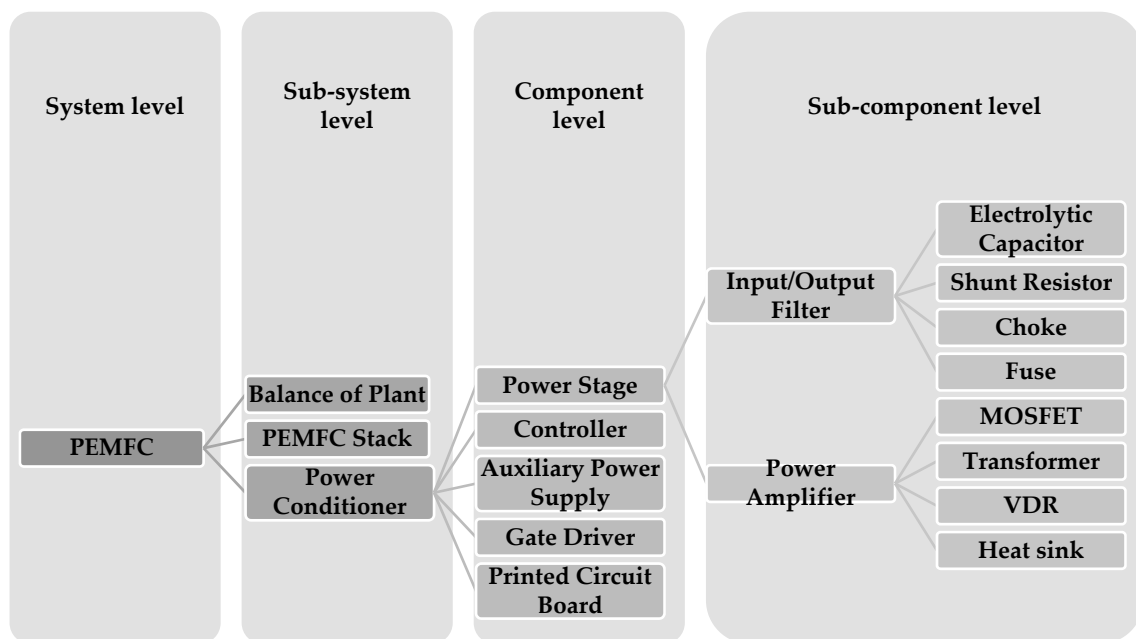 System level
Sub-system
level
Component
level
Sub-component level
PEMFC
Balance of Plant
PEMFC Stack
Power
Conditioner
Power Stage
Controller
Auxiliary Power
Supply
Gate Driver
Printed Circuit
Board
Input/Output
Filter
Power
Amplifier
Electrolytic
Capacitor
Shunt Resistor
Choke
Fuse
MOSFET
Transformer
VDR
Heat sink